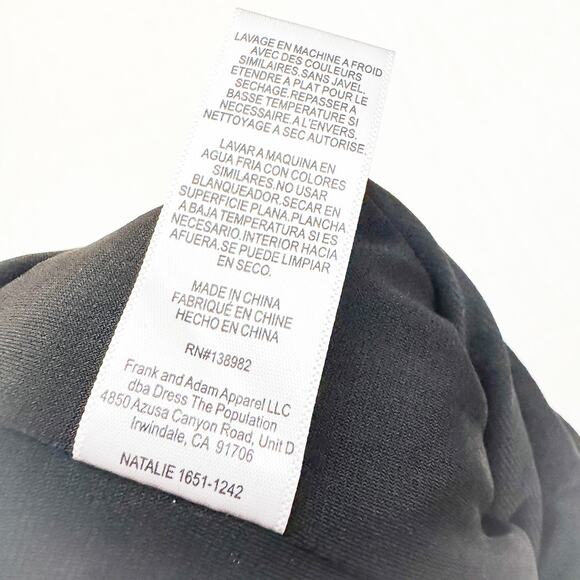 LAVAGE EN MACHINE A FROID
AVEC DES COULEURS
SIMILAIRES.SANS JAVEL.
ETENDRE A PLAT POUR LE
SECHAGE.REPASSER A
BASSE TEMPERATURE SI
NECESSAIRE.A L'ENVERS.
NETTOYAGE A SEC AUTORISE.
LAVAR A MAQUINA EN
AGUA FRIA CON COLORES
SIMILARES.NO USAR
BLANQUEADOR.SECAR EN
SUPERFICIE PLANA.PLANCHA
A BAJA TEMPERATURA SI ES
NECESARIO.INTERIOR HACIA
AFUERA.SE PUEDE LIMPIAR
EN SECO.
MADE IN CHINA
FABRIQUÉ EN CHINE
HECHO EN CHINA
RN#138982
Frank and Adam Apparel LLC
dba Dress The Population
4850 Azusa Canyon Road, Unit D
Irwindale, CA 91706
NATALIE 1651-1242